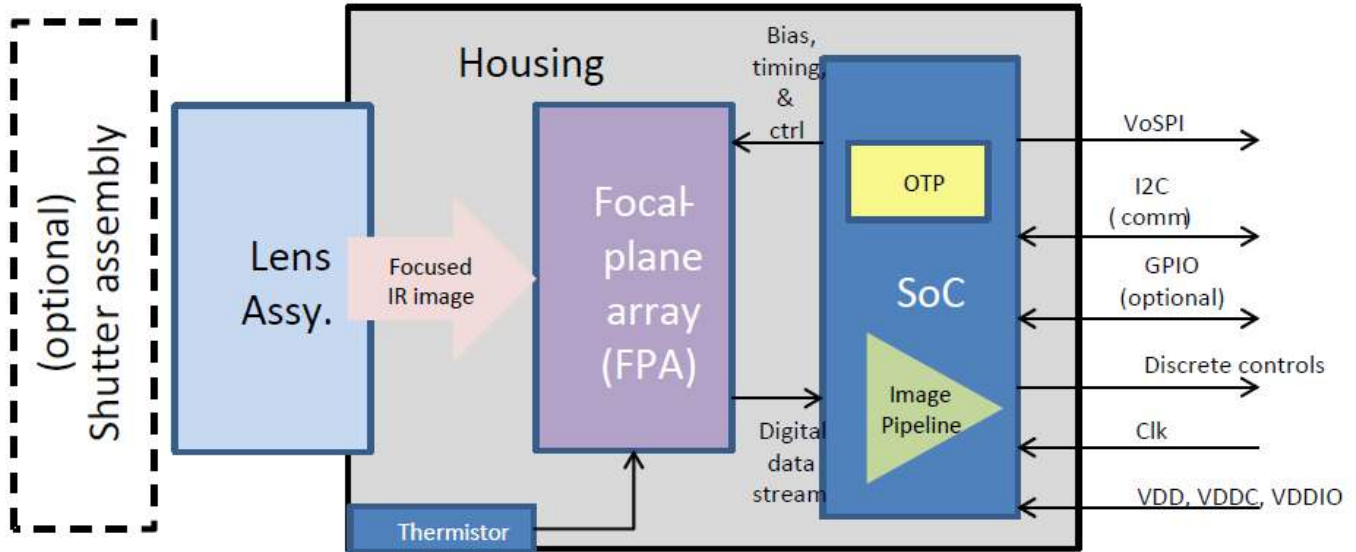 (optional)
Shutter assembly
Lens
Assy.
Housing
Focused
IR image
Focal-
plane
array
(FPA)
Thermistor
Bias,
timing,
&
ctrl
Digital
data
stream
OTP
SoC
Image
Pipeline
VoSPI
I2C
( comm)
GPIO
(optional)
Discrete controls
Clk
VDD, VDDC, VDDIO